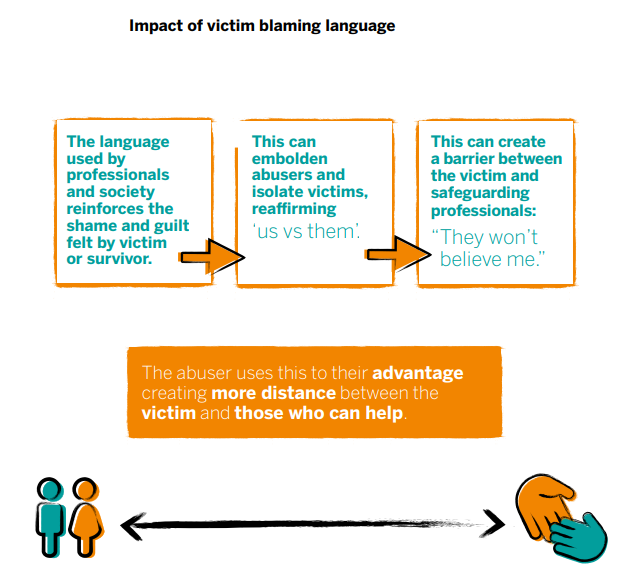 Impact of victim blaming language
The language
used by
professionals
and society
reinforces the
shame and guilt
felt by victim
or survivor.
This can
embolden
abusers and
isolate victims,
reaffirming
‘us vs them’.
This can create
a barrier between
the victim and
safeguarding
professionals:
“They won’t
believe me.”
The abuser uses this to their advantage
creating more distance between the
victim and those who can help.